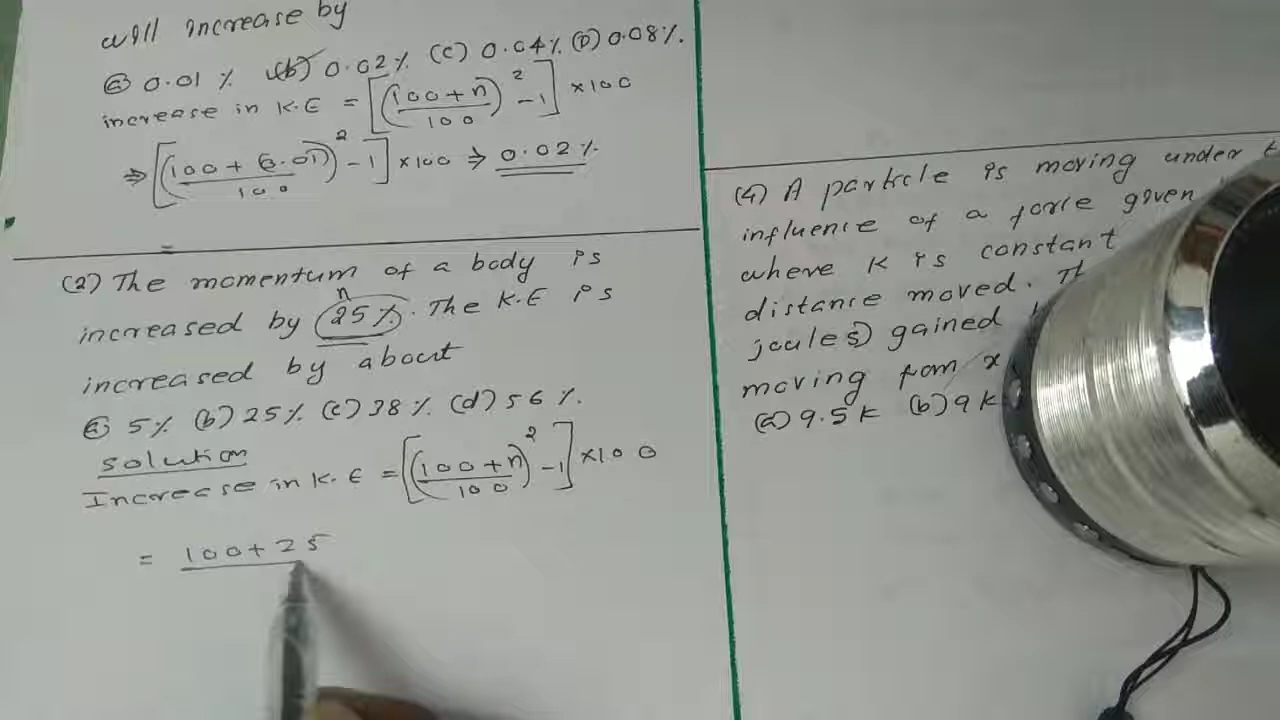 will increase by
(a) 0.01 % (b) 0.02% (c) 0.04% (D) 0.08%.
increase in K.E = [((100+n)/100)² -1] ×100
⇒ [((100+(0.01))/100)² -1] ×100 ⇒ 0.02%
=
(2) The momentum of a body is
n
increased by 25%. The K.E is
increased by about
(a) 5% (b) 25% (c) 38% (d) 56%.
solution
Increase in K.E = [((100+n)/100)² -1] ×100
= 100+25
(4) A particle is moving under
influence of a force given
where K is constant
distance moved.
joules) gained
moving from x
(a) 9.5K (b) 9K